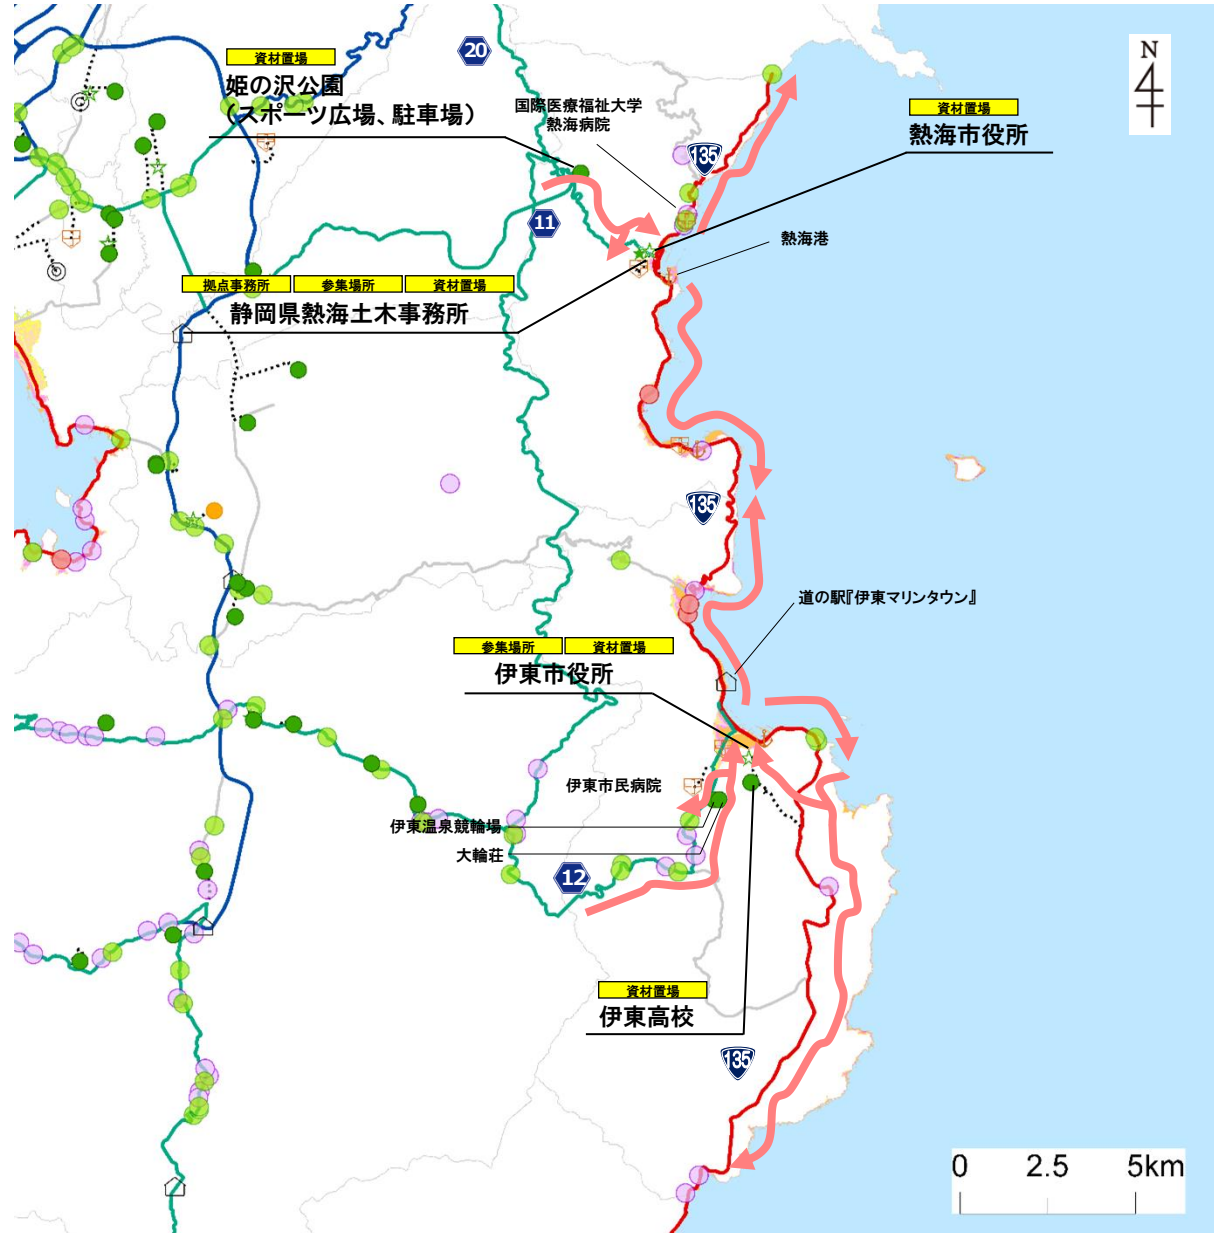 N
20
資材置場
姫の沢公園
(スポーツ広場、駐車場)
国際医療福祉大学
熱海病院
135
資材置場
熱海市役所
11
熱海港
拠点事務所 参集場所 資材置場
静岡県熱海土木事務所
135
道の駅『伊東マリンタウン』
参集場所 資材置場
伊東市役所
伊東市民病院
伊東温泉競輪場
大輪荘
12
資材置場
伊東高校
135
0 2.5 5km